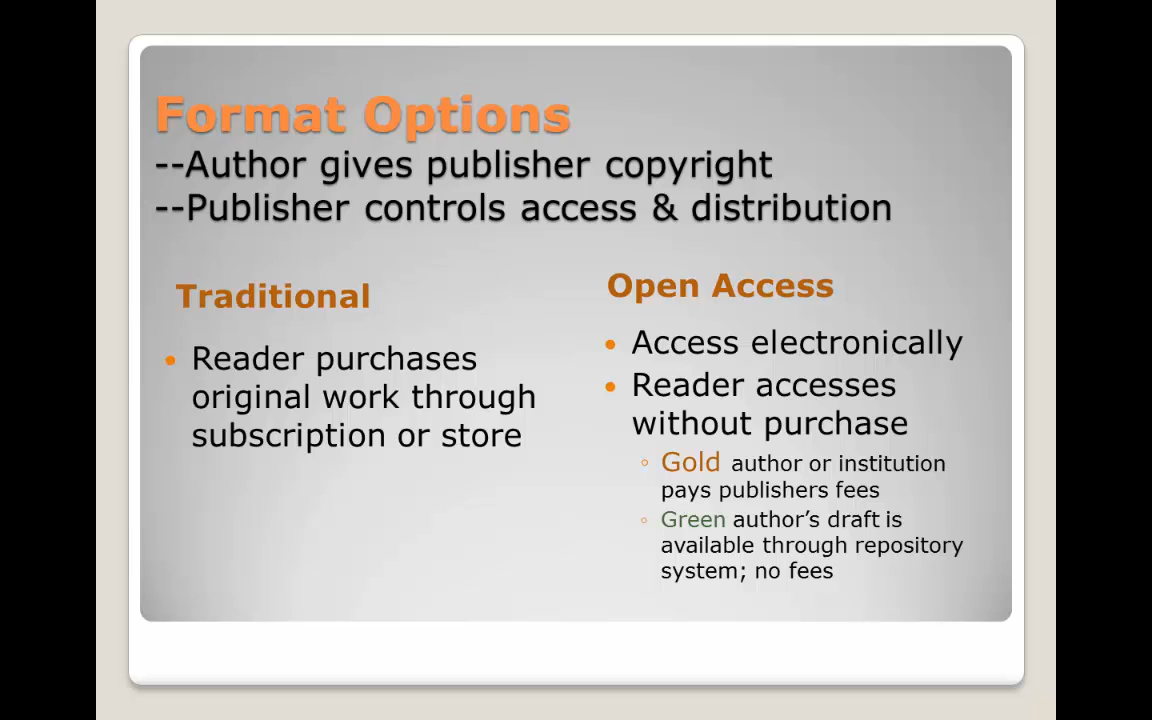 Format Options
--Author gives publisher copyright
--Publisher controls access & distribution
Traditional
• Reader purchases
original work through
subscription or store
Open Access
• Access electronically
• Reader accesses
without purchase
◦ Gold author or institution
pays publishers fees
◦ Green author’s draft is
available through repository
system; no fees